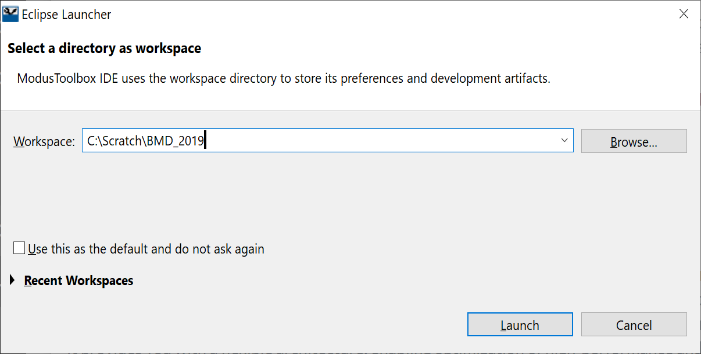 Eclipse Launcher
Select a directory as workspace
ModusToolbox IDE uses the workspace directory to store its preferences and development artifacts.
Workspace: C:\Scratch\BMD_2019 Browse...
Use this as the default and do not ask again
Recent Workspaces
Launch Cancel